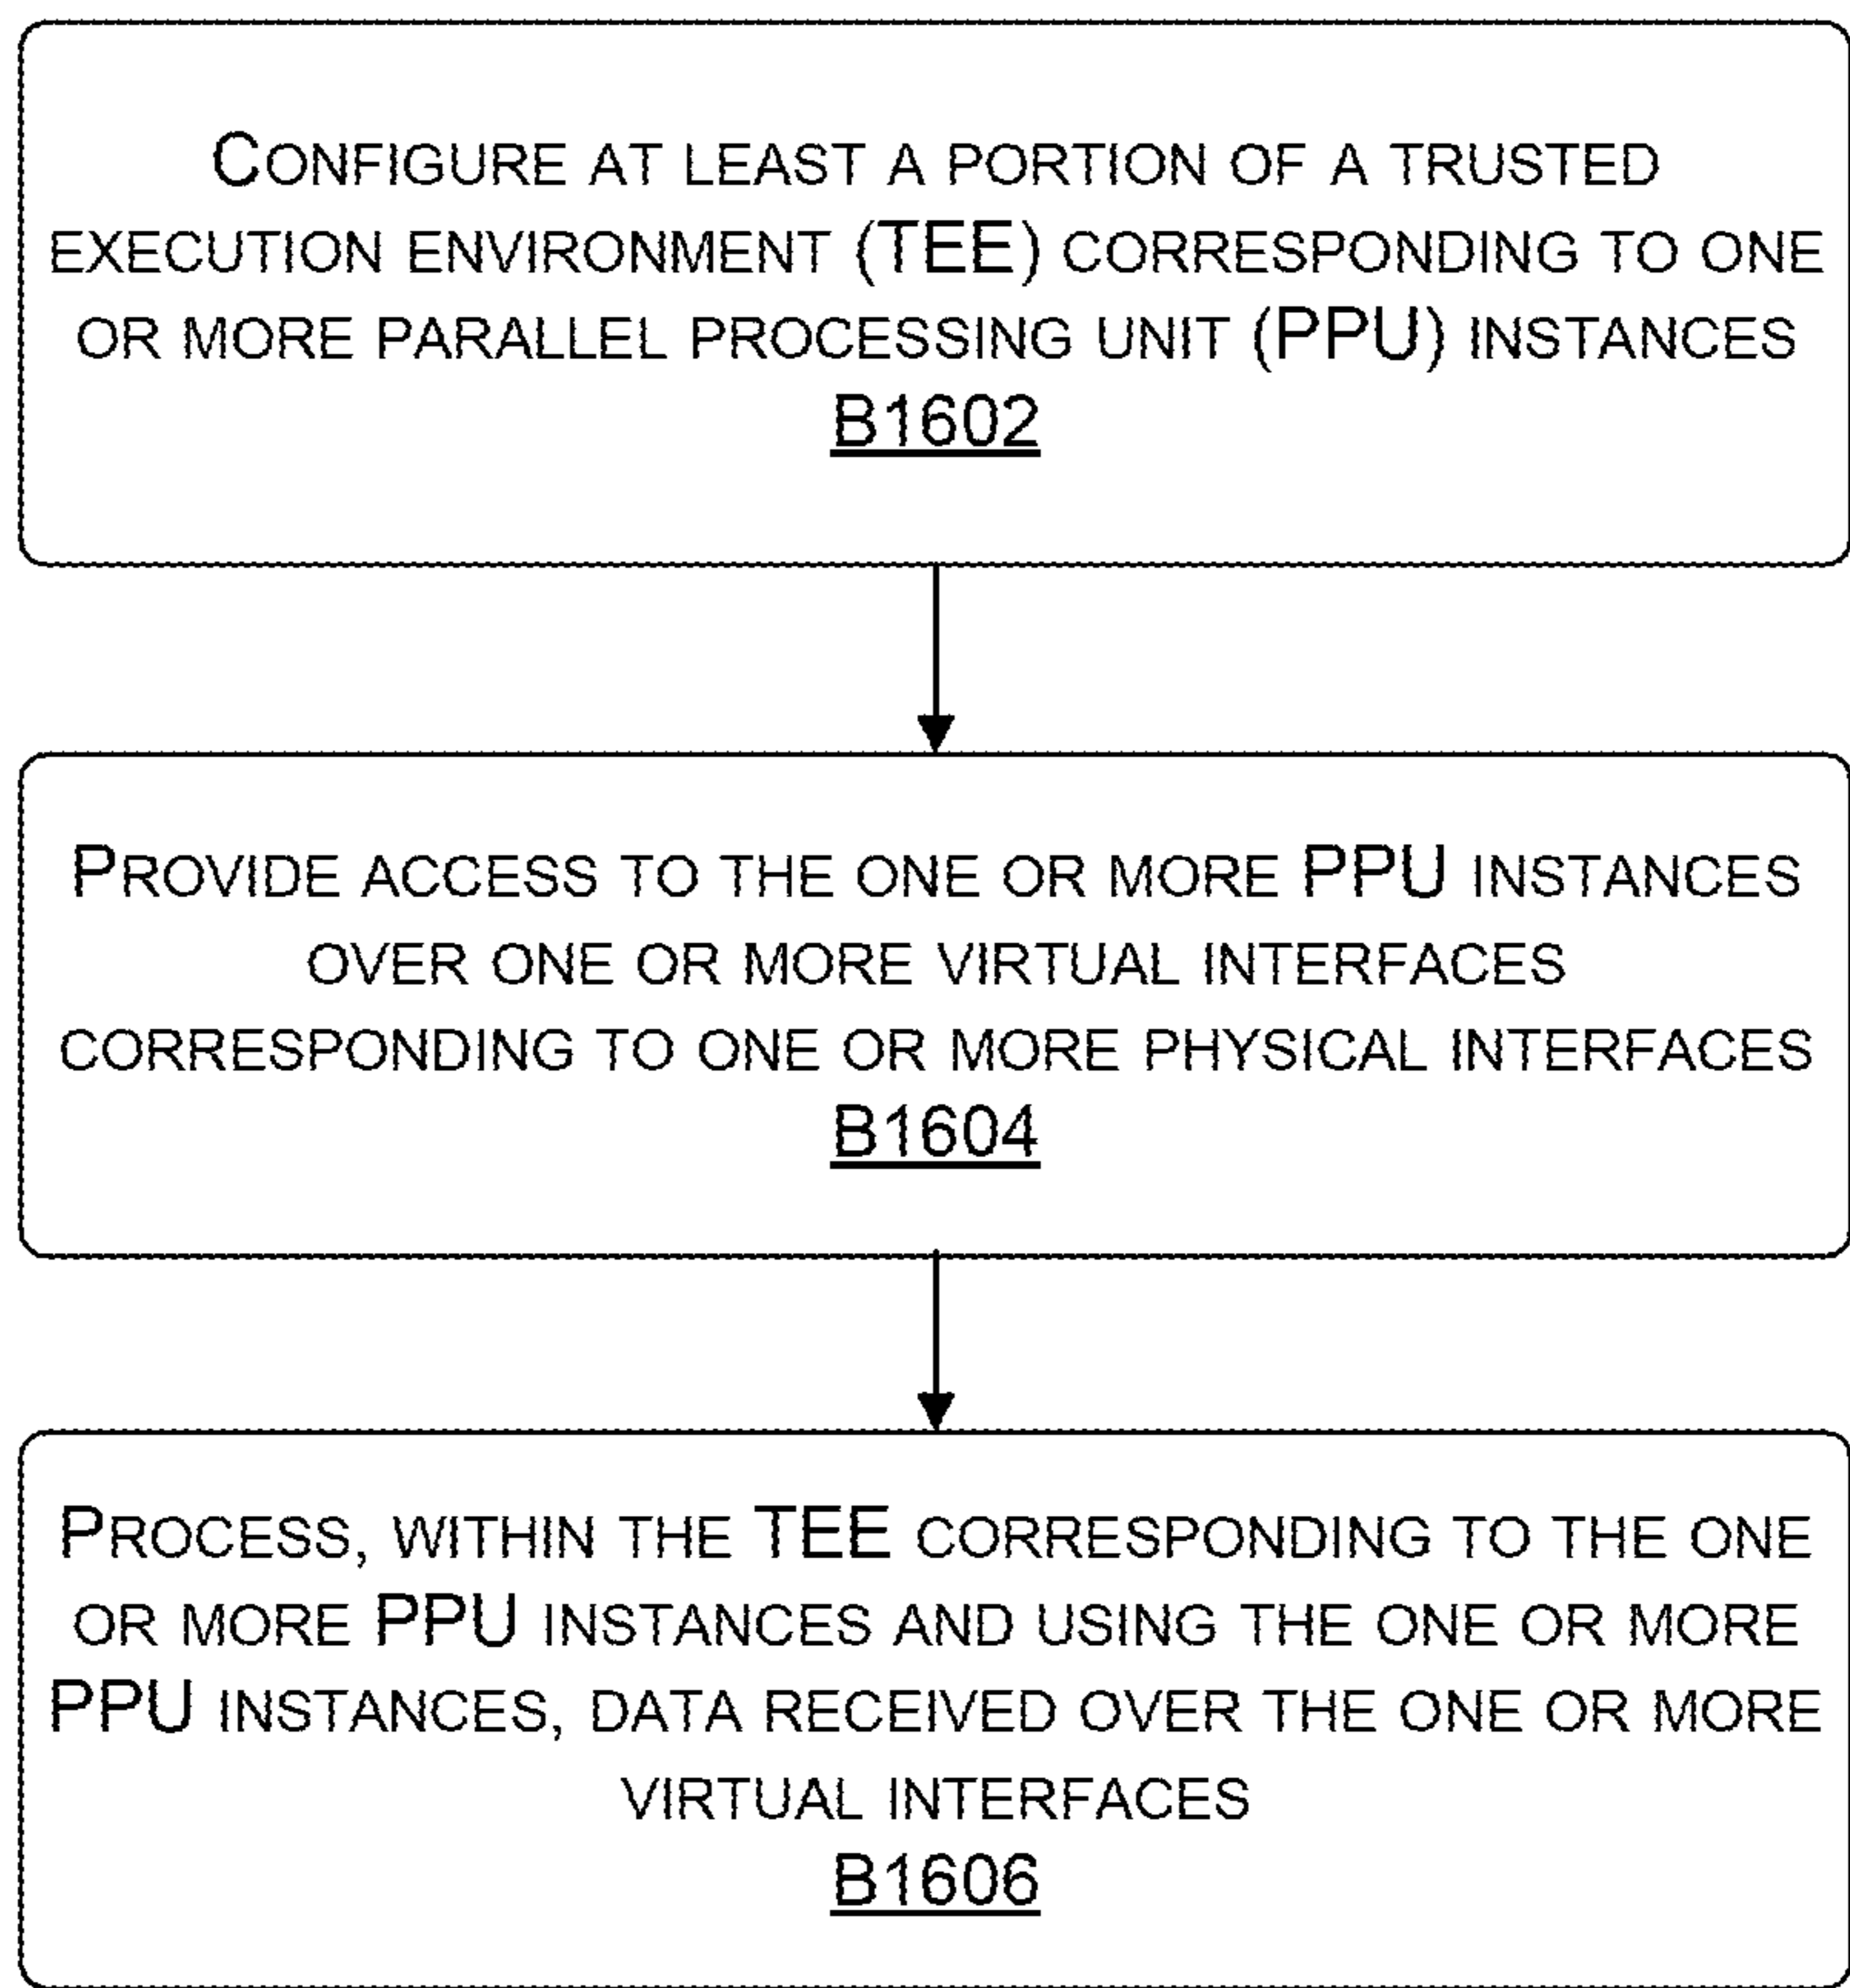 CONFIGURE AT LEAST A PORTION OF A TRUSTED
EXECUTION ENVIRONMENT (TEE) CORRESPONDING TO ONE
OR MORE PARALLEL PROCESSING UNIT (PPU) INSTANCES
B1602
PROVIDE ACCESS TO THE ONE OR MORE PPU INSTANCES
OVER ONE OR MORE VIRTUAL INTERFACES
CORRESPONDING TO ONE OR MORE PHYSICAL INTERFACES
B1604
PROCESS, WITHIN THE TEE CORRESPONDING TO THE ONE
OR MORE PPU INSTANCES AND USING THE ONE OR MORE
PPU INSTANCES, DATA RECEIVED OVER THE ONE OR MORE
VIRTUAL INTERFACES
B1606